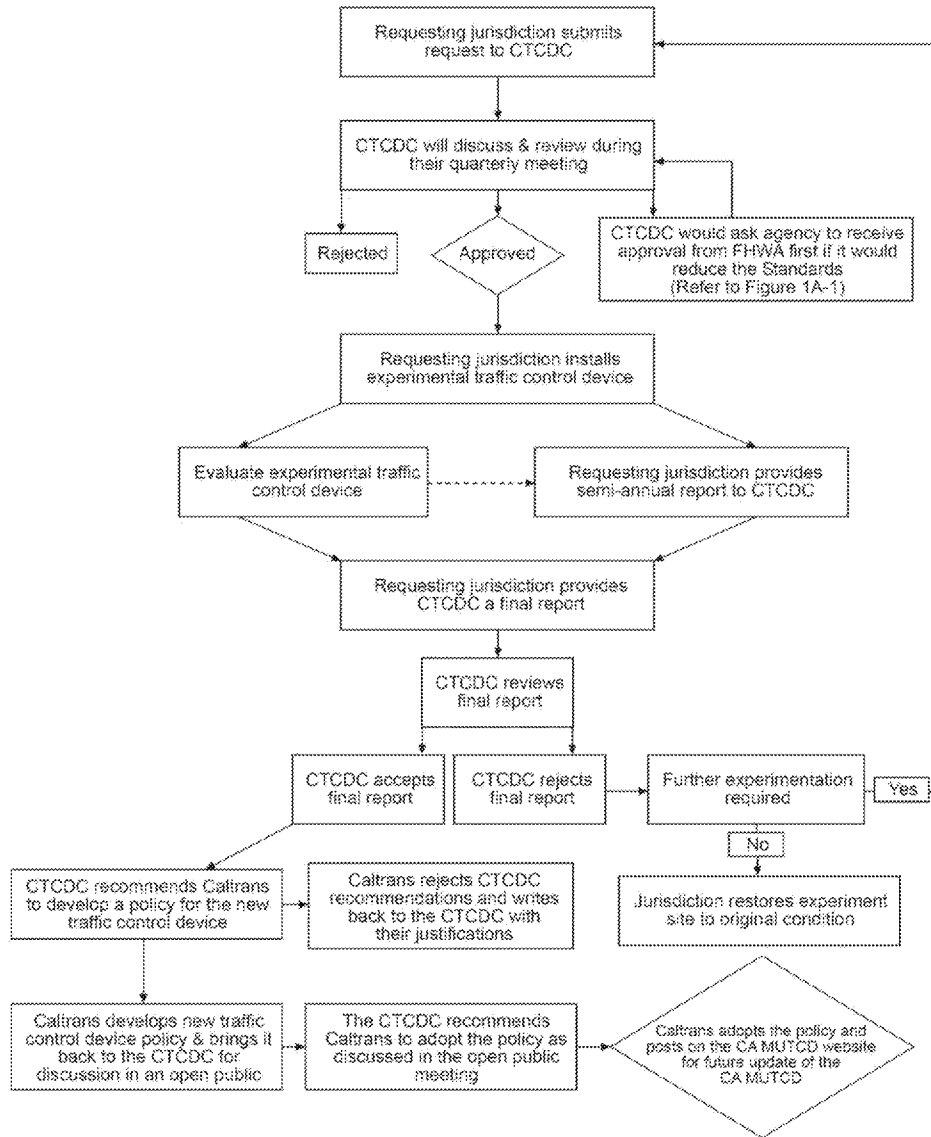 Requesting jurisdiction submits
request to CTCDC
CTCDC will discuss & review during
their quarterly meeting
Rejected
Approved
CTCDC would ask agency to receive
approval from FHWA first if it would
reduce the Standards
(Refer to Figure 1A-1)
Requesting jurisdiction installs
experimental traffic control device
Evaluate experimental traffic
control device
Requesting jurisdiction provides
semi-annual report to CTCDC
Requesting jurisdiction provides
CTCDC a final report
CTCDC reviews
final report
CTCDC accepts
final report
CTCDC rejects
final report
Further experimentation
required
Yes
No
CTCDC recommends Caltrans
to develop a policy for the new
traffic control device
Caltrans rejects CTCDC
recommendations and writes
back to the CTCDC with
their justifications
Jurisdiction restores experiment
site to original condition
Caltrans develops new traffic
control device policy & brings it
back to the CTCDC for
discussion in an open public
The CTCDC recommends
Caltrans to adopt the policy as
discussed in the open public
meeting
Caltrans adopts the policy and
posts on the CA MUTCD website
for future update of the
CA MUTCD